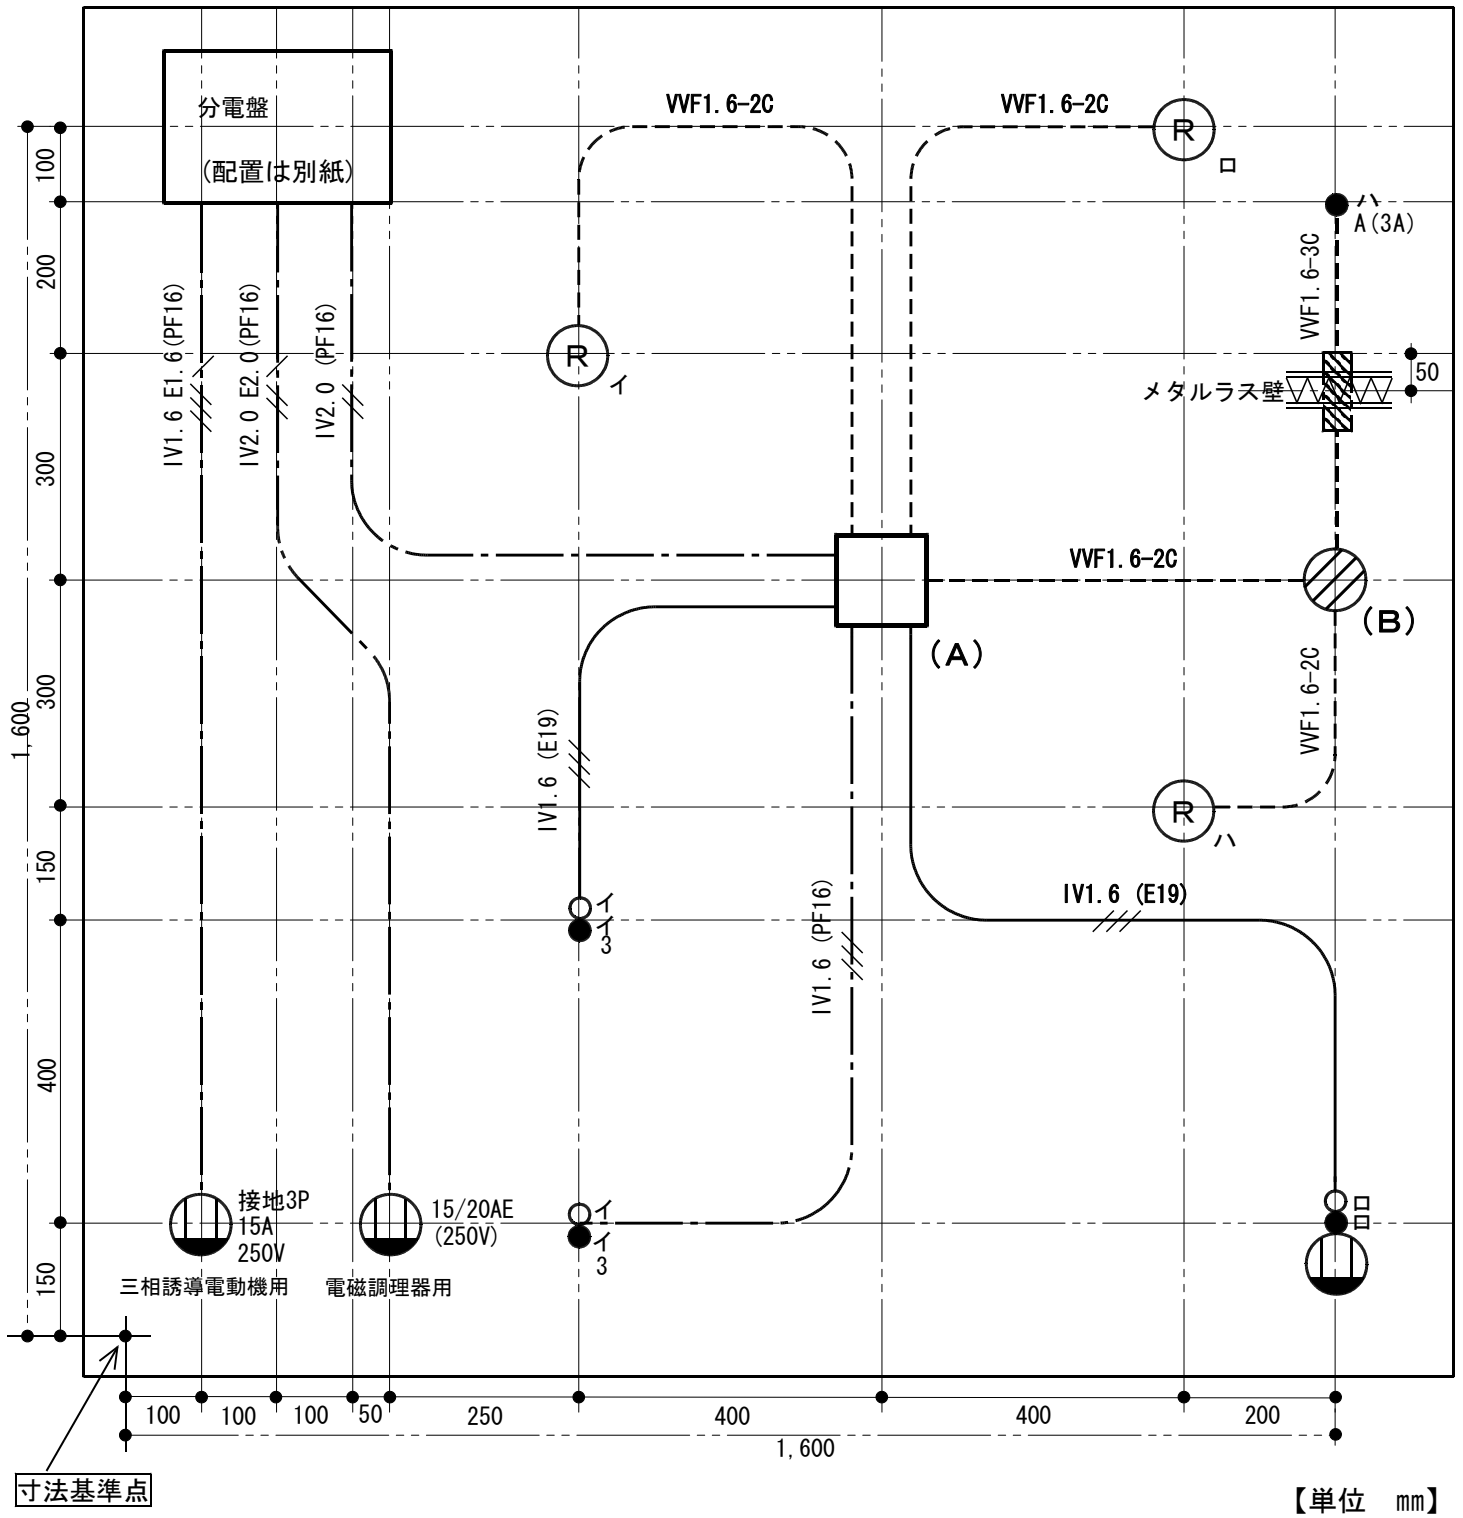 分電盤
(配置は別紙)
VVF1.6-2C
VVF1.6-2C
R
ロ
ハ
A(3A)
100
200
300
300
150
400
150
1,600
IV1.6 E1.6(PF16)
IV2.0 E2.0(PF16)
IV2.0 (PF16)
R
イ
VVF1.6-3C
50
メタルラス壁
VVF1.6-2C
(A)
(B)
IV1.6 (E19)
VVF1.6-2C
R
ハ
IV1.6 (PF16)
IV1.6 (E19)
イ
イ
3
接地3P
15A
250V
三相誘導電動機用
15/20AE
(250V)
電磁調理器用
イ
イ
3
ロ
ロ
100
100
100
50
250
400
400
200
1,600
寸法基準点
【単位 mm】